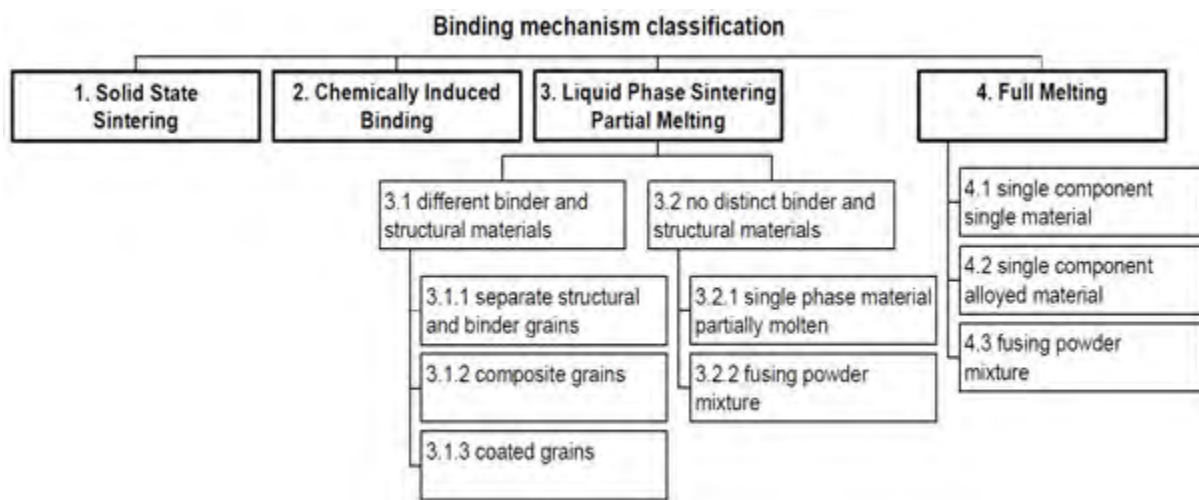 Binding mechanism classification
1. Solid State
Sintering
2. Chemically Induced
Binding
3. Liquid Phase Sintering
Partial Melting
4. Full Melting
3.1 different binder and
structural materials
3.1.1 separate structural
and binder grains
3.1.2 composite grains
3.1.3 coated grains
3.2 no distinct binder and
structural materials
3.2.1 single phase material
partially molten
3.2.2 fusing powder
mixture
4.1 single component
single material
4.2 single component
alloyed material
4.3 fusing powder
mixture